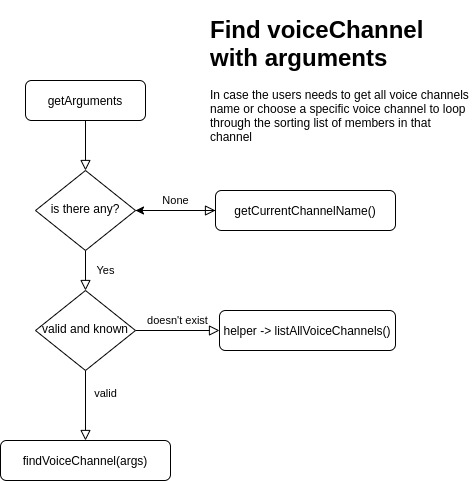 Find voiceChannel
with arguments
In case the users needs to get all voice channels
name or choose a specific voice channel to loop
through the sorting list of members in that
channel
getArguments
is there any?
None
getCurrentChannelName()
Yes
valid and known
doesn't exist
helper -> listAllVoiceChannels()
valid
findVoiceChannel(args)